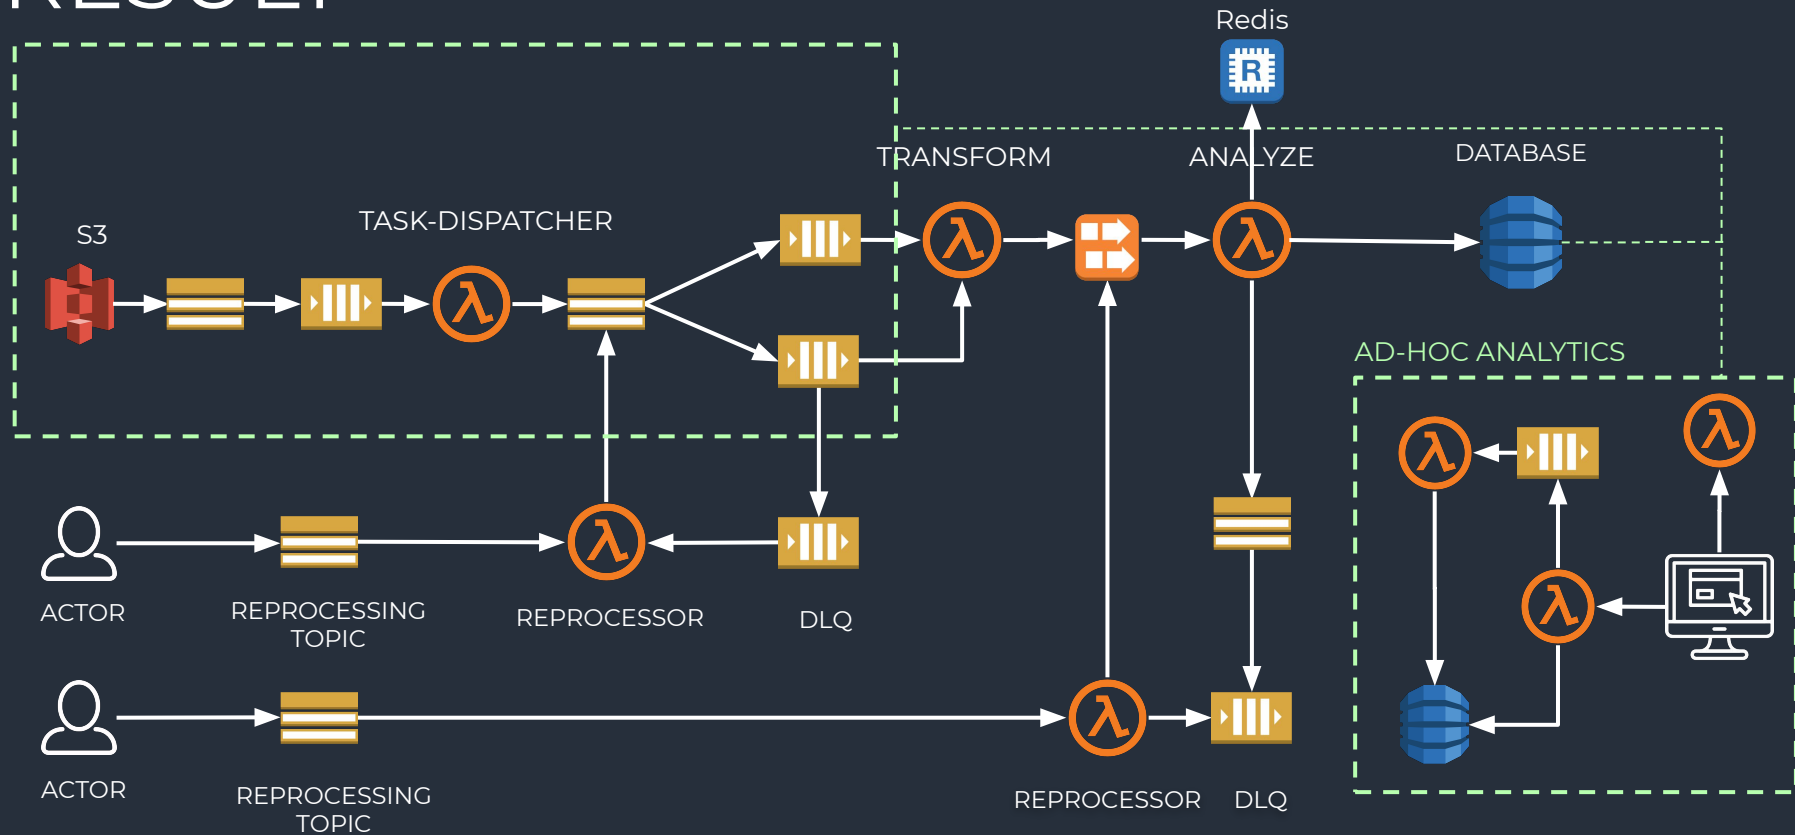 RESULT
Redis
TRANSFORM
ANALYZE
DATABASE
S3
TASK-DISPATCHER
AD-HOC ANALYTICS
ACTOR
REPROCESSING
TOPIC
REPROCESSOR
DLQ
ACTOR
REPROCESSING
TOPIC
REPROCESSOR
DLQ
R